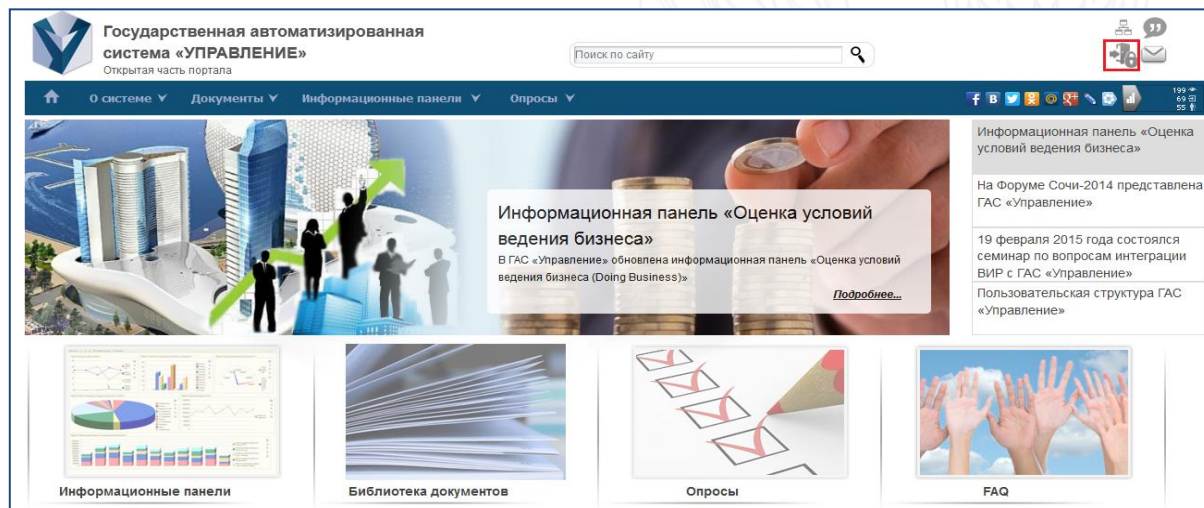 Государственная автоматизированная
система «УПРАВЛЕНИЕ»
Открытая часть портала
Поиск по сайту
О системе
Документы
Информационные панели
Опросы
199
69
55
Информационная панель «Оценка условий
ведения бизнеса»
В ГАС «Управление» обновлена информационная панель «Оценка условий
ведения бизнеса (Doing Business)»
Подробнее...
Информационная панель «Оценка
условий ведения бизнеса»
На Форуме Сочи-2014 представлена
ГАС «Управление»
19 февраля 2015 года состоялся
семинар по вопросам интеграции
ВИР с ГАС «Управление»
Пользовательская структура ГАС
«Управление»
Информационные панели
Библиотека документов
Опросы
FAQ